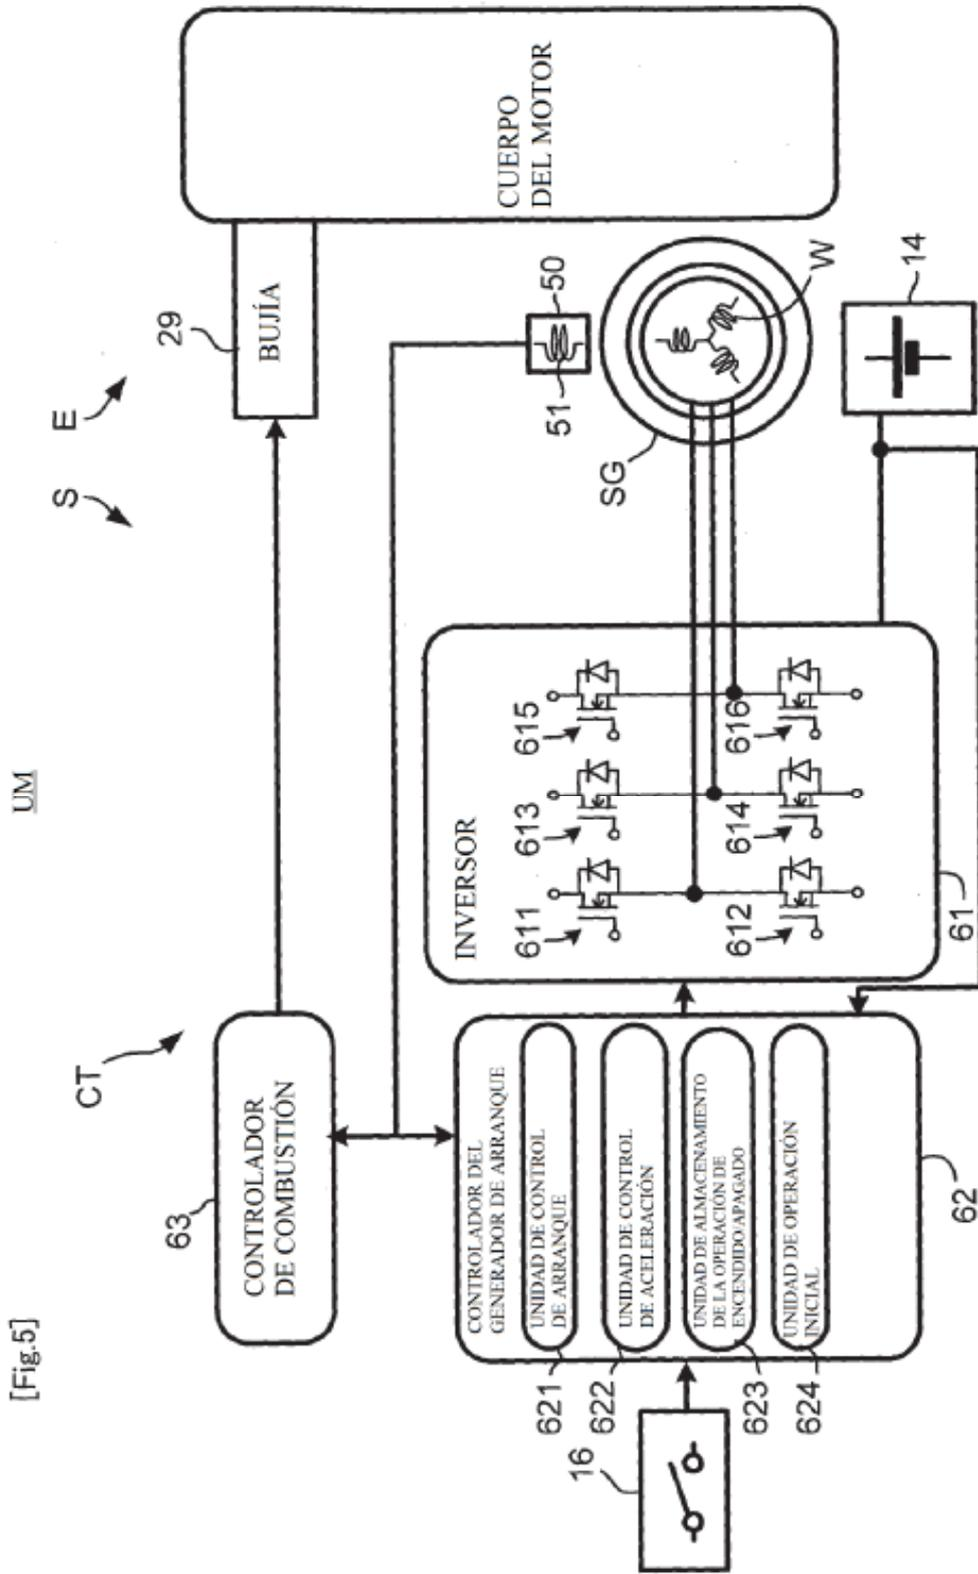 [Fig.5]
UM
CT
S
E
63
CONTROLADOR
DE COMBUSTIÓN
29
BUJÍA
CUERPO
DEL MOTOR
50
51
SG
W
14
INVERSOR
611
613
615
612
614
616
61
CONTROLADOR DEL
GENERADOR DE ARRANQUE
UNIDAD DE CONTROL
DE ARRANQUE
UNIDAD DE CONTROL
DE ACELERACIÓN
UNIDAD DE ALMACENAMIENTO
DE LA OPERACIÓN DE
ENCENDIDO/APAGADO
UNIDAD DE OPERACIÓN
INICIAL
621
622
623
624
62
16